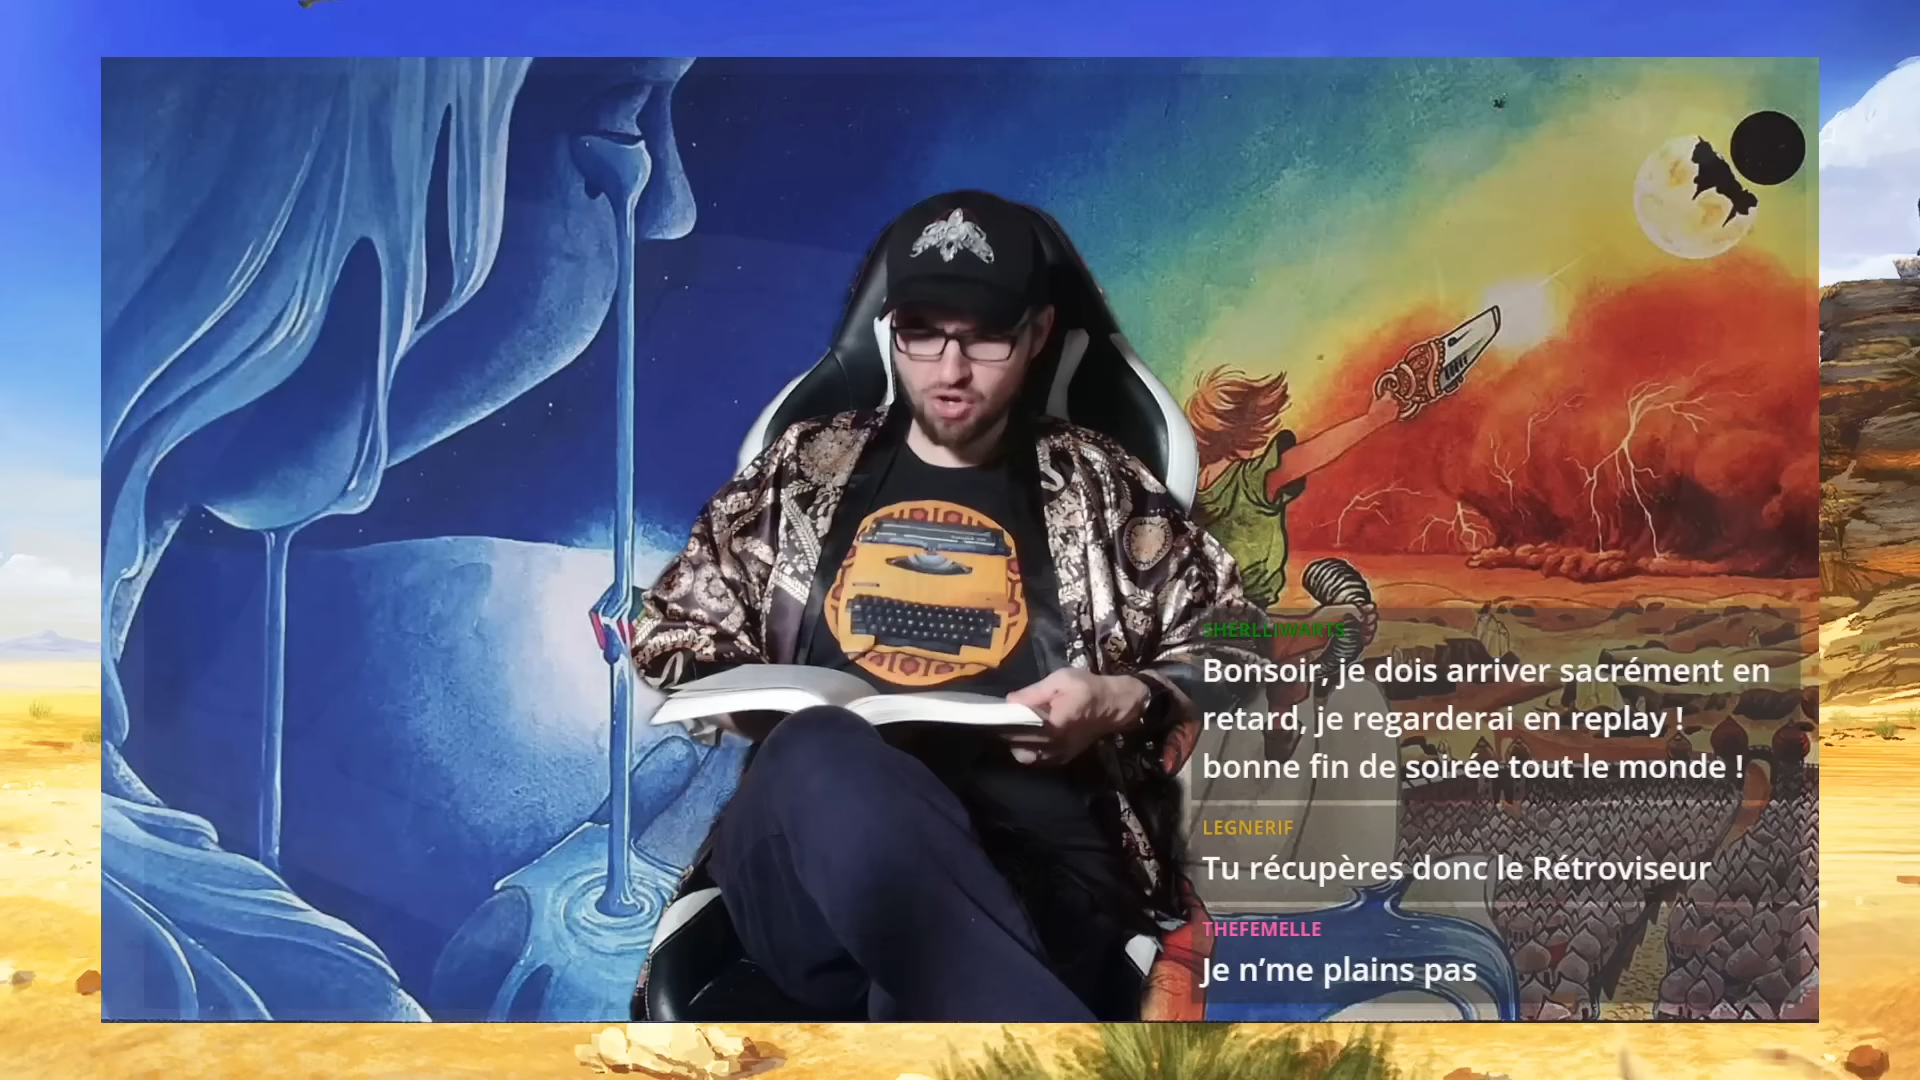 SHERLLIWARTS
Bonsoir, je dois arriver sacrément en
retard, je regarderai en replay !
bonne fin de soirée tout le monde !
LEGNERIF
Tu récupères donc le Rétroviseur
THEFEMELLE
Je n’me plains pas